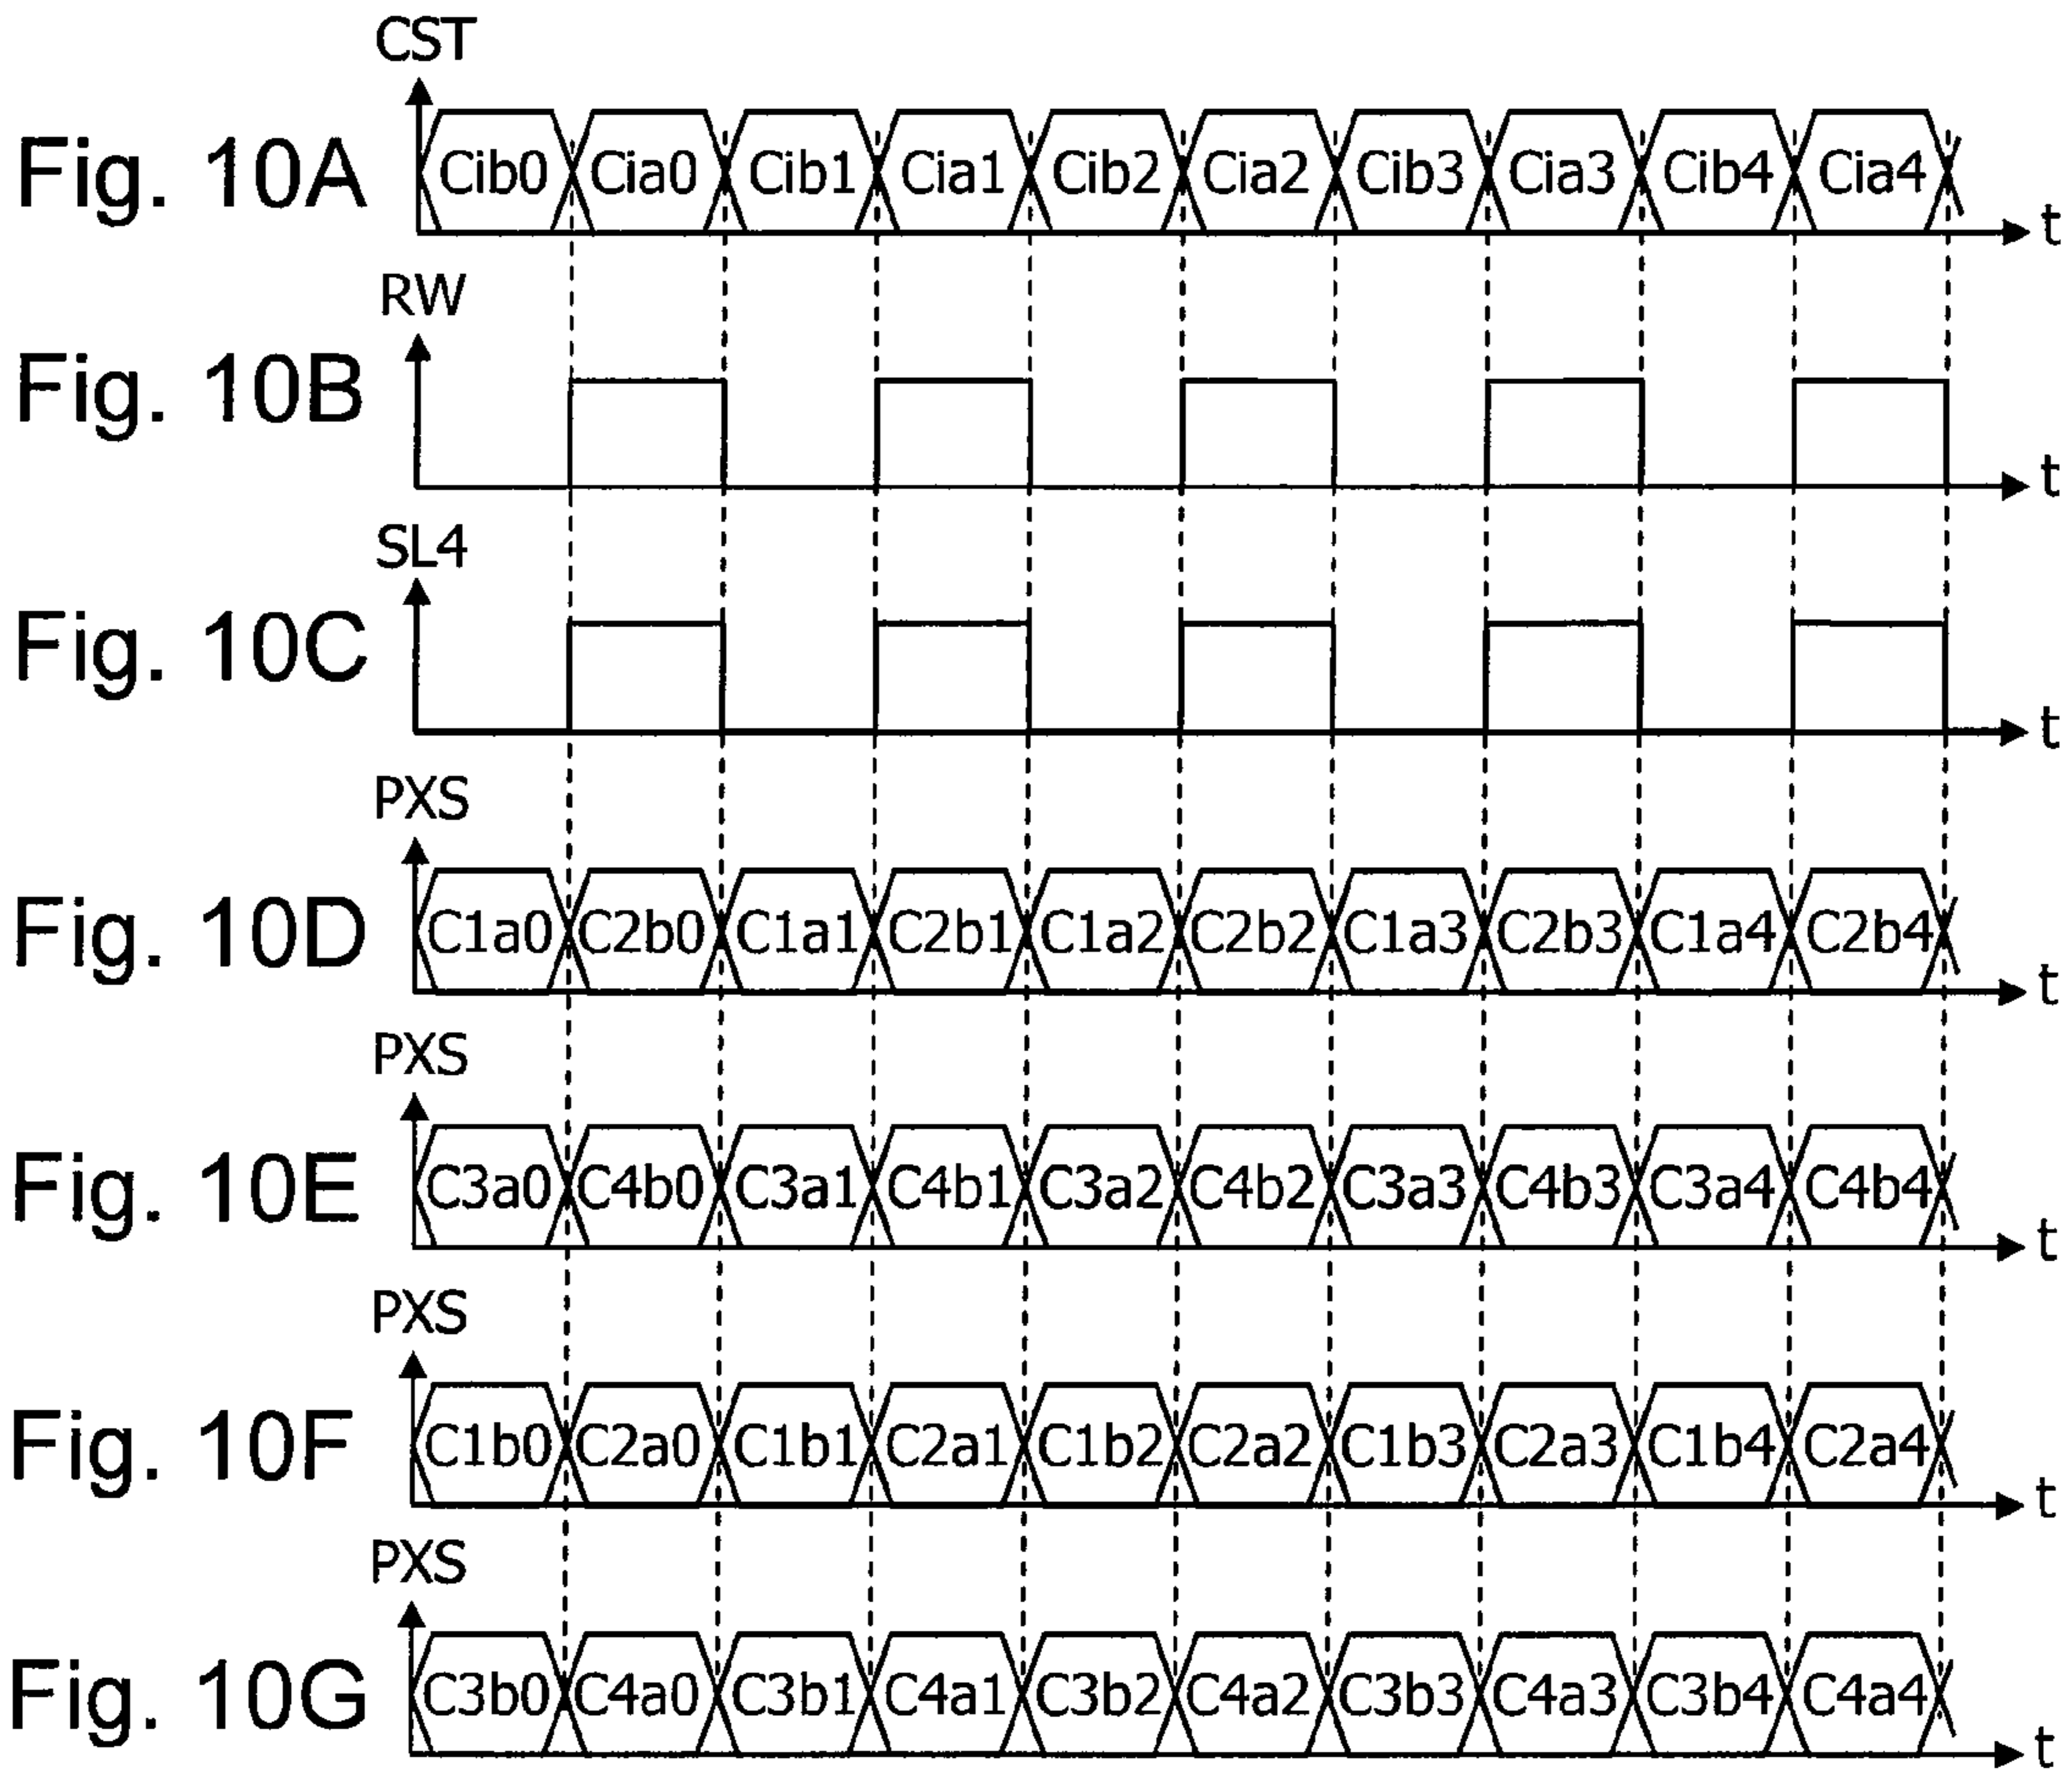 CST
Fig. 10A Cib0 Cia0 Cib1 Cia1 Cib2 Cia2 Cib3 Cia3 Cib4 Cia4 t
RW
Fig. 10B t
SL4
Fig. 10C t
PXS
Fig. 10D C1a0 C2b0 C1a1 C2b1 C1a2 C2b2 C1a3 C2b3 C1a4 C2b4 t
PXS
Fig. 10E C3a0 C4b0 C3a1 C4b1 C3a2 C4b2 C3a3 C4b3 C3a4 C4b4 t
PXS
Fig. 10F C1b0 C2a0 C1b1 C2a1 C1b2 C2a2 C1b3 C2a3 C1b4 C2a4 t
PXS
Fig. 10G C3b0 C4a0 C3b1 C4a1 C3b2 C4a2 C3b3 C4a3 C3b4 C4a4 t